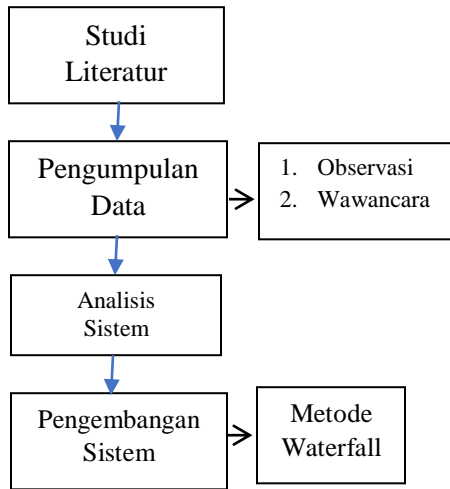 Studi
Literatur
Pengumpulan
Data
1. Observasi
2. Wawancara
Analisis
Sistem
Pengembangan
Sistem
Metode
Waterfall